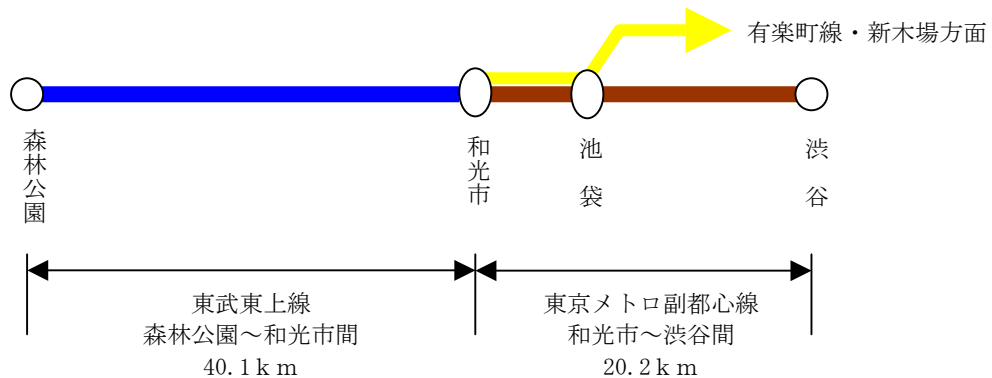 有楽町線・新木場方面
森林公園
和光市
池袋
渋谷
東武東上線
森林公園～和光市間
40.1ｋｍ
東京メトロ副都心線
和光市～渋谷間
20.2ｋｍ